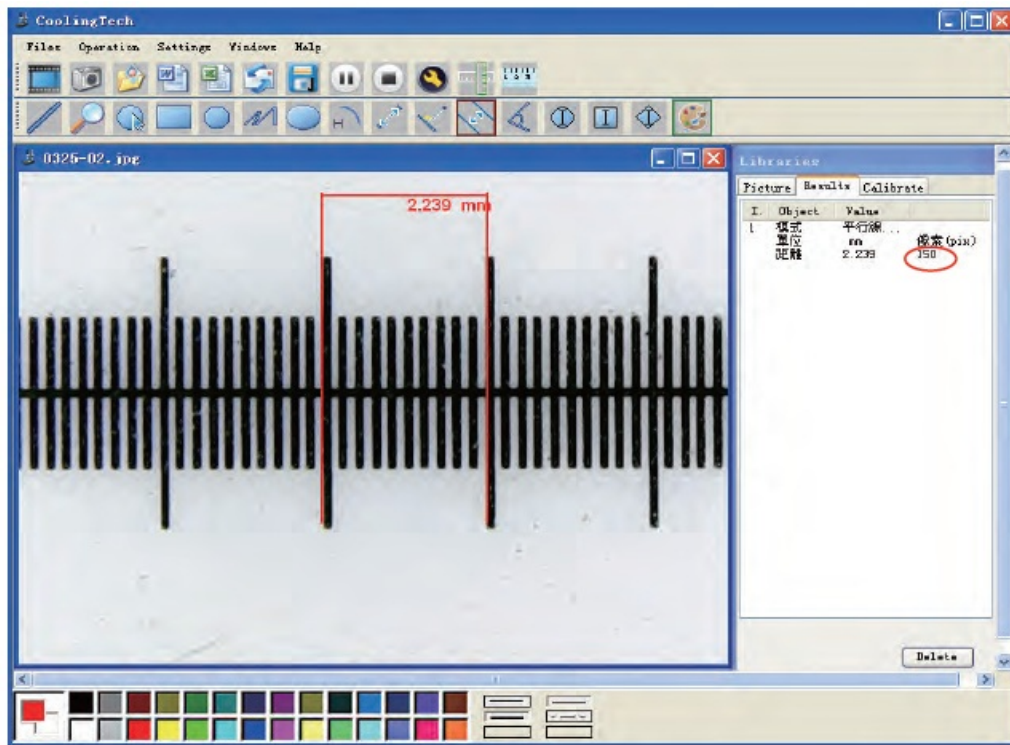 CoolingTech
Files Operation Settings Windows Help
0325-02.jpg
2.239 mm
Libraries
Picture Results Calibrate
I. Object Value
1 模式 平行線...
單位 mm 像素(pix)
距離 2.239 150
Delete